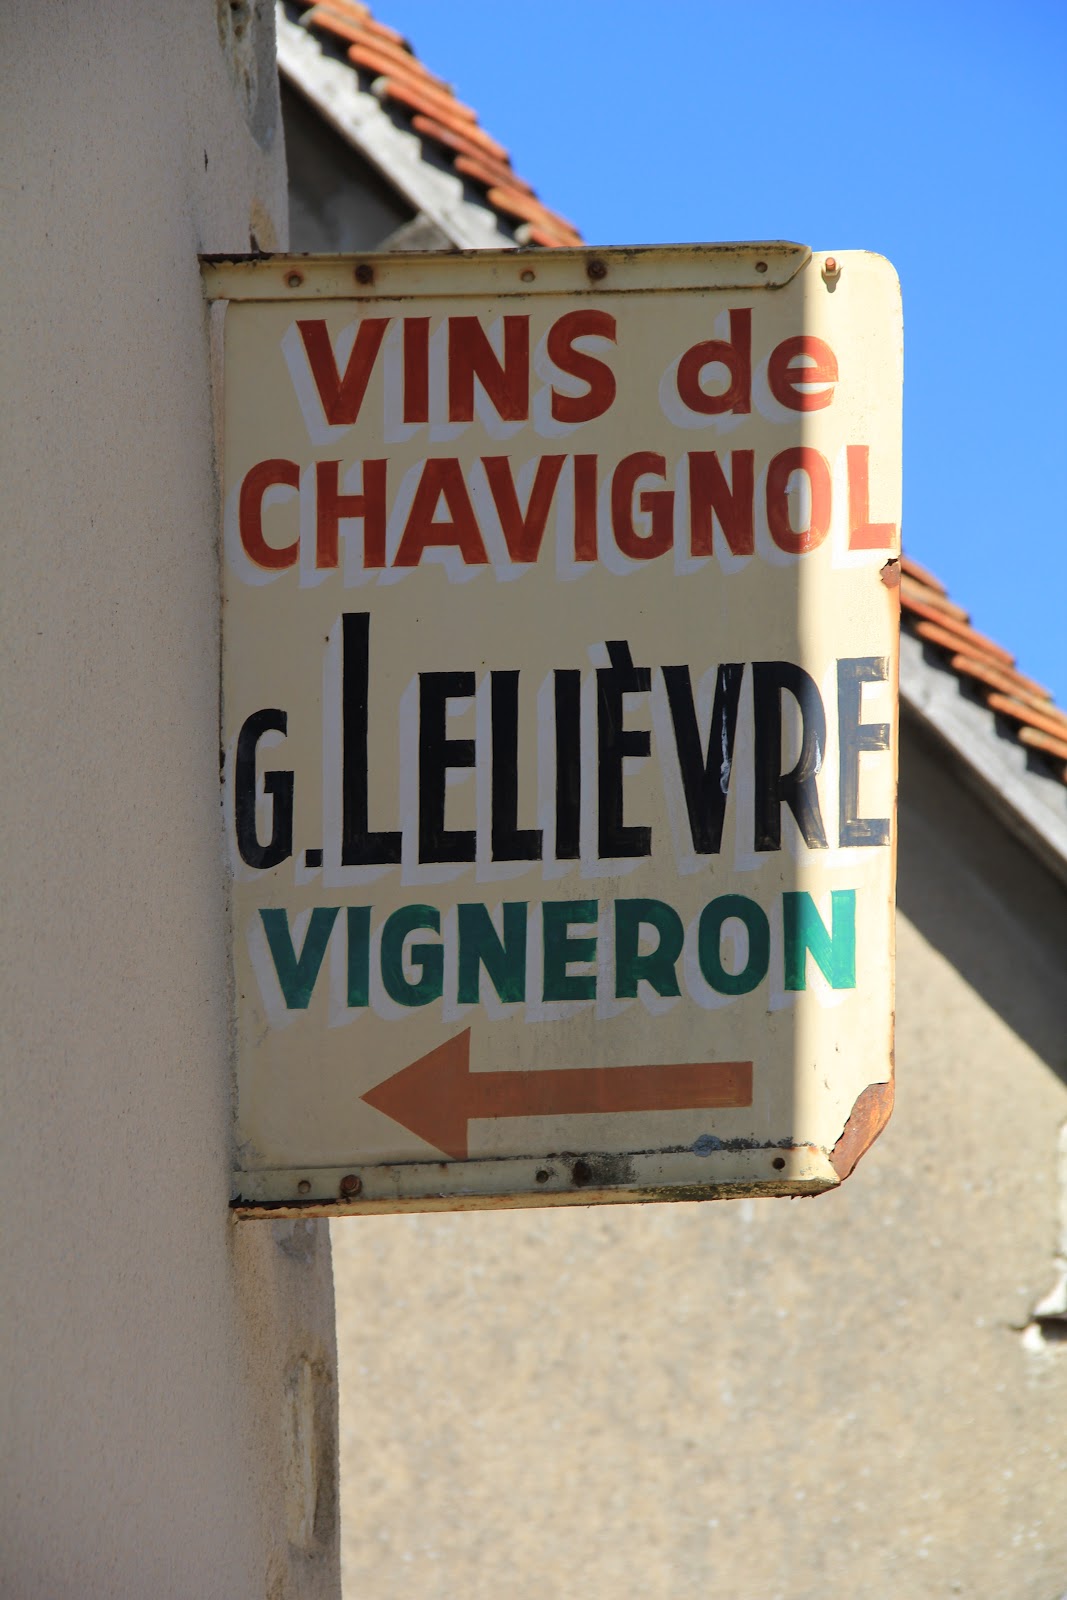 VINS de
CHAVIGNOL
G. LELIÈVRE
VIGNERON